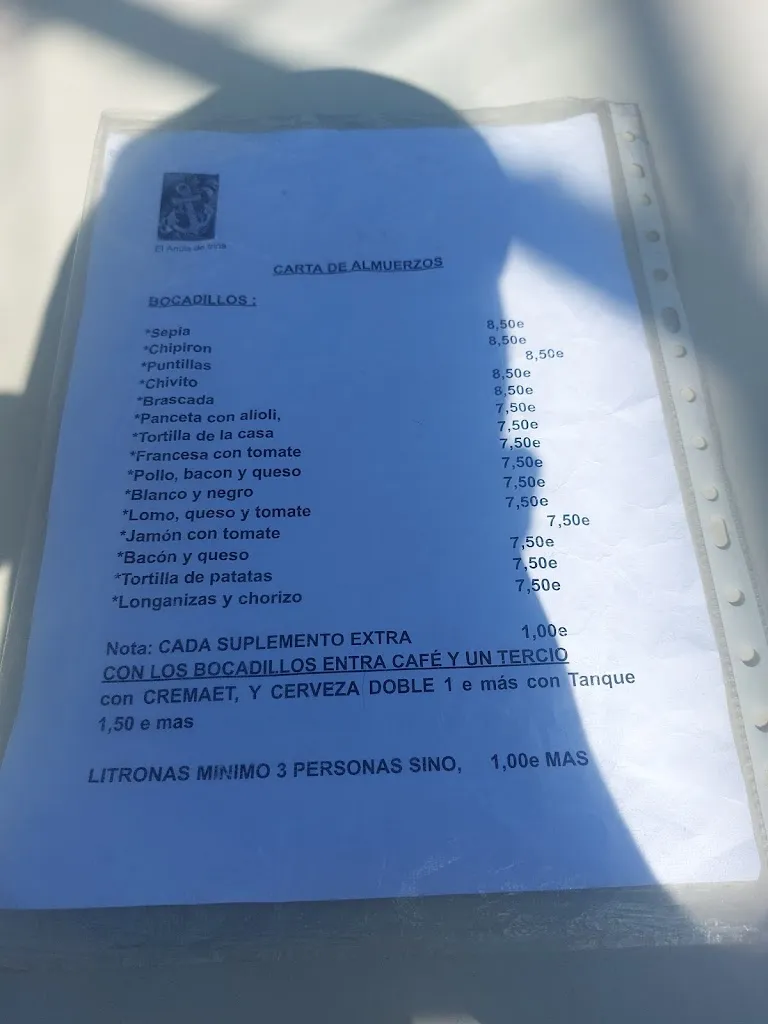 El Ancla de
CARTA DE ALMUERZOS
BOCADILLOS :
*Sepia 8,50e
*Chipiron 8,50e
*Puntillas 8,50e
*Chivito 8,50e
*Brascada 8,50e
*Panceta con alioli, 7,50e
*Tortilla de la casa 7,50e
*Francesa con tomate 7,50e
*Pollo, bacon y queso 7,50e
*Blanco y negro 7,50e
*Lomo, queso y tomate 7,50e
*Jamón con tomate 7,50e
*Bacón y queso 7,50e
*Tortilla de patatas 7,50e
*Longanizas y chorizo 7,50e
Nota: CADA SUPLEMENTO EXTRA 1,00e
CON LOS BOCADILLOS ENTRA CAFÉ Y UN TERCIO
con CREMAET, Y CERVEZA DOBLE 1 e más con Tanque
1,50 e mas
LITRONAS MINIMO 3 PERSONAS SINO, 1,00e MAS